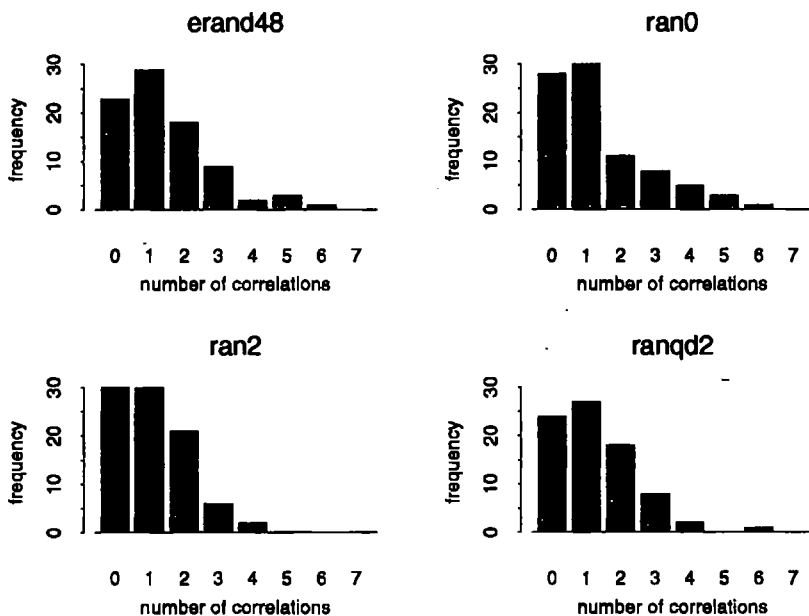 erand48
frequency
0 10 20 30
0 1 2 3 4 5 6 7
number of correlations
ran0
frequency
0 10 20 30
0 1 2 3 4 5 6 7
number of correlations
ran2
frequency
0 10 20 30
0 1 2 3 4 5 6 7
number of correlations
ranqd2
frequency
0 10 20 30
0 1 2 3 4 5 6 7
number of correlations